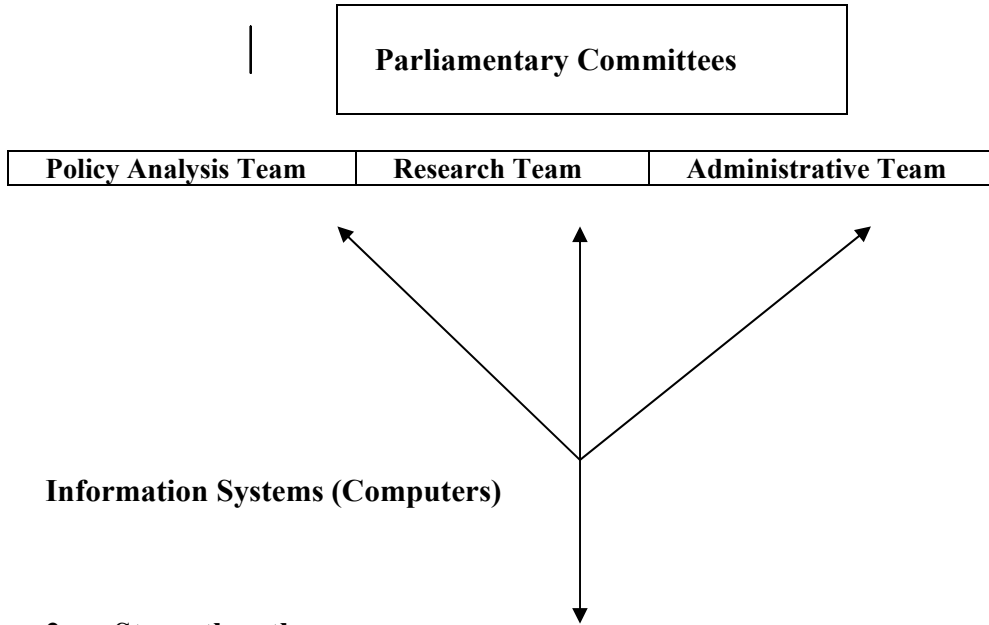 Parliamentary Committees
Policy Analysis Team Research Team Administrative Team
Information Systems (Computers)